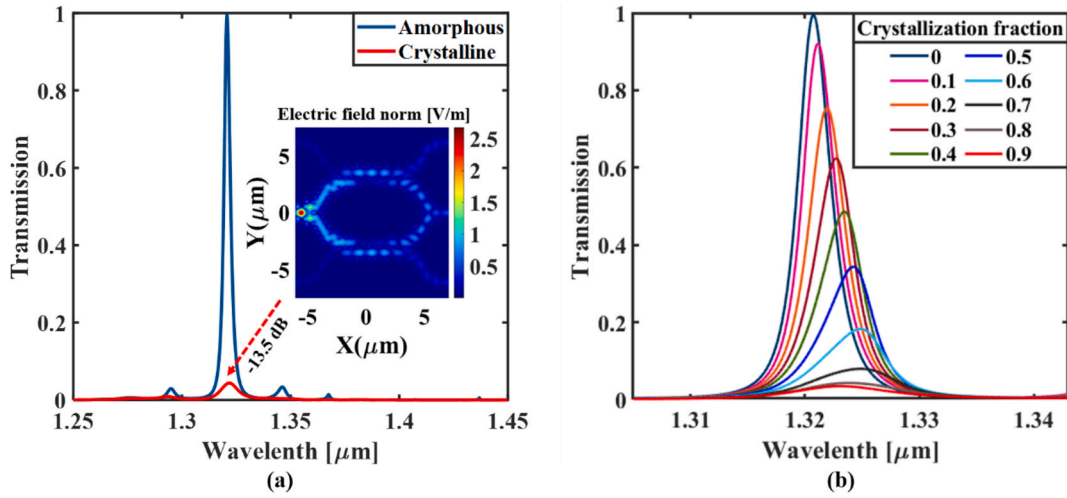 (a)
1
0.8
0.6
0.4
0.2
0
Transmission
1.25
1.3
1.35
1.4
1.45
Wavelenth [μm]
Amorphous
Crystalline
Electric field norm [V/m]
5
0
-5
Y(μm)
-5
0
5
X(μm)
2.5
2
1.5
1
0.5
-13.5 dB
(b)
1
0.8
0.6
0.4
0.2
0
Transmission
1.31
1.32
1.33
1.34
Wavelenth [μm]
Crystallization fraction
0 0.5
0.1 0.6
0.2 0.7
0.3 0.8
0.4 0.9